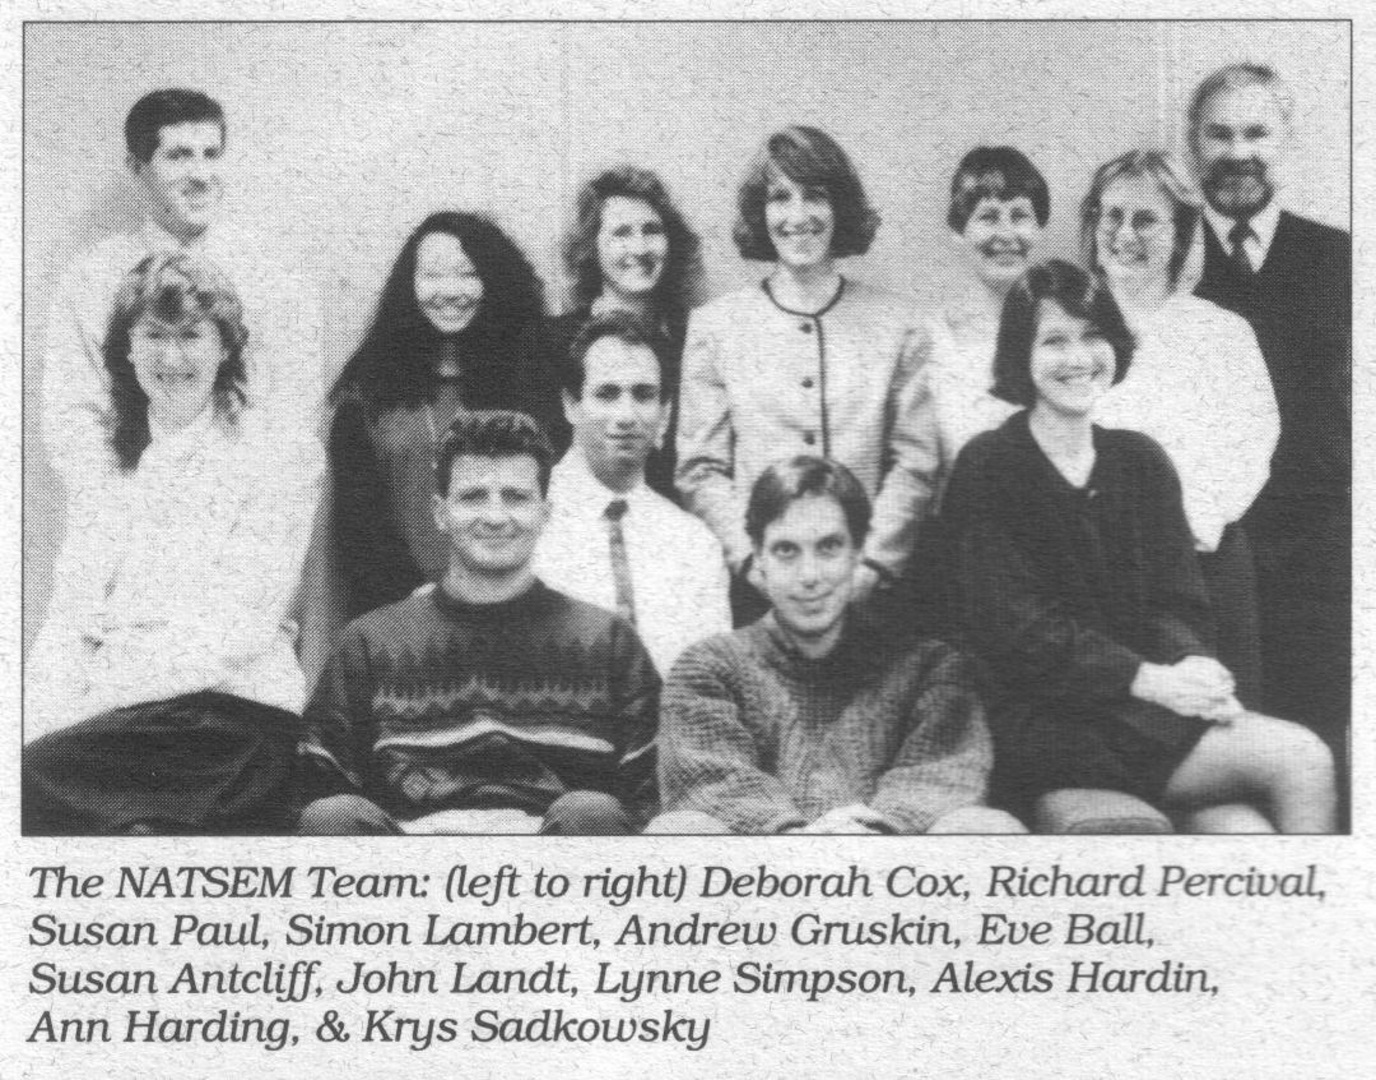 The NATSEM Team: (left to right) Deborah Cox, Richard Percival,
Susan Paul, Simon Lambert, Andrew Gruskin, Eve Ball,
Susan Antcliff, John Landt, Lynne Simpson, Alexis Hardin,
Ann Harding, & Krys Sadkowsky